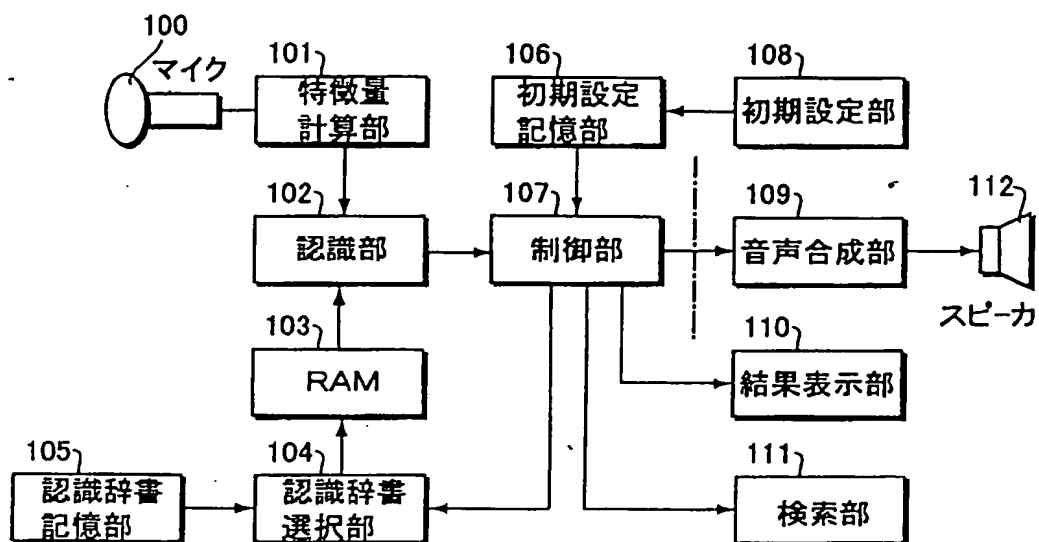 100
マイク
101
特徴量
計算部
106
初期設定
記憶部
108
初期設定部
102
認識部
107
制御部
109
音声合成部
112
スピーカ
103
RAM
110
結果表示部
105
認識辞書
記憶部
104
認識辞書
選択部
111
検索部